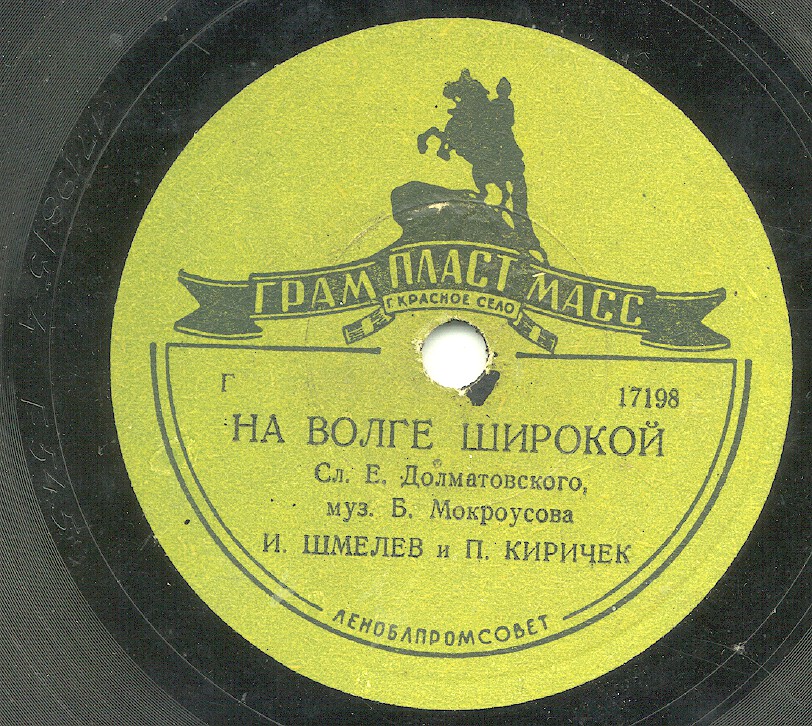 ГРАМ ПЛАСТ МАСС
Г. КРАСНОЕ СЕЛО
Г 17198
НА ВОЛГЕ ШИРОКОЙ
Сл. Е. Долматовского,
муз. Б. Мокроусова
И. ШМЕЛЕВ и П. КИРИЧЕК
ЛЕНОБЛПРОМСОВЕТ